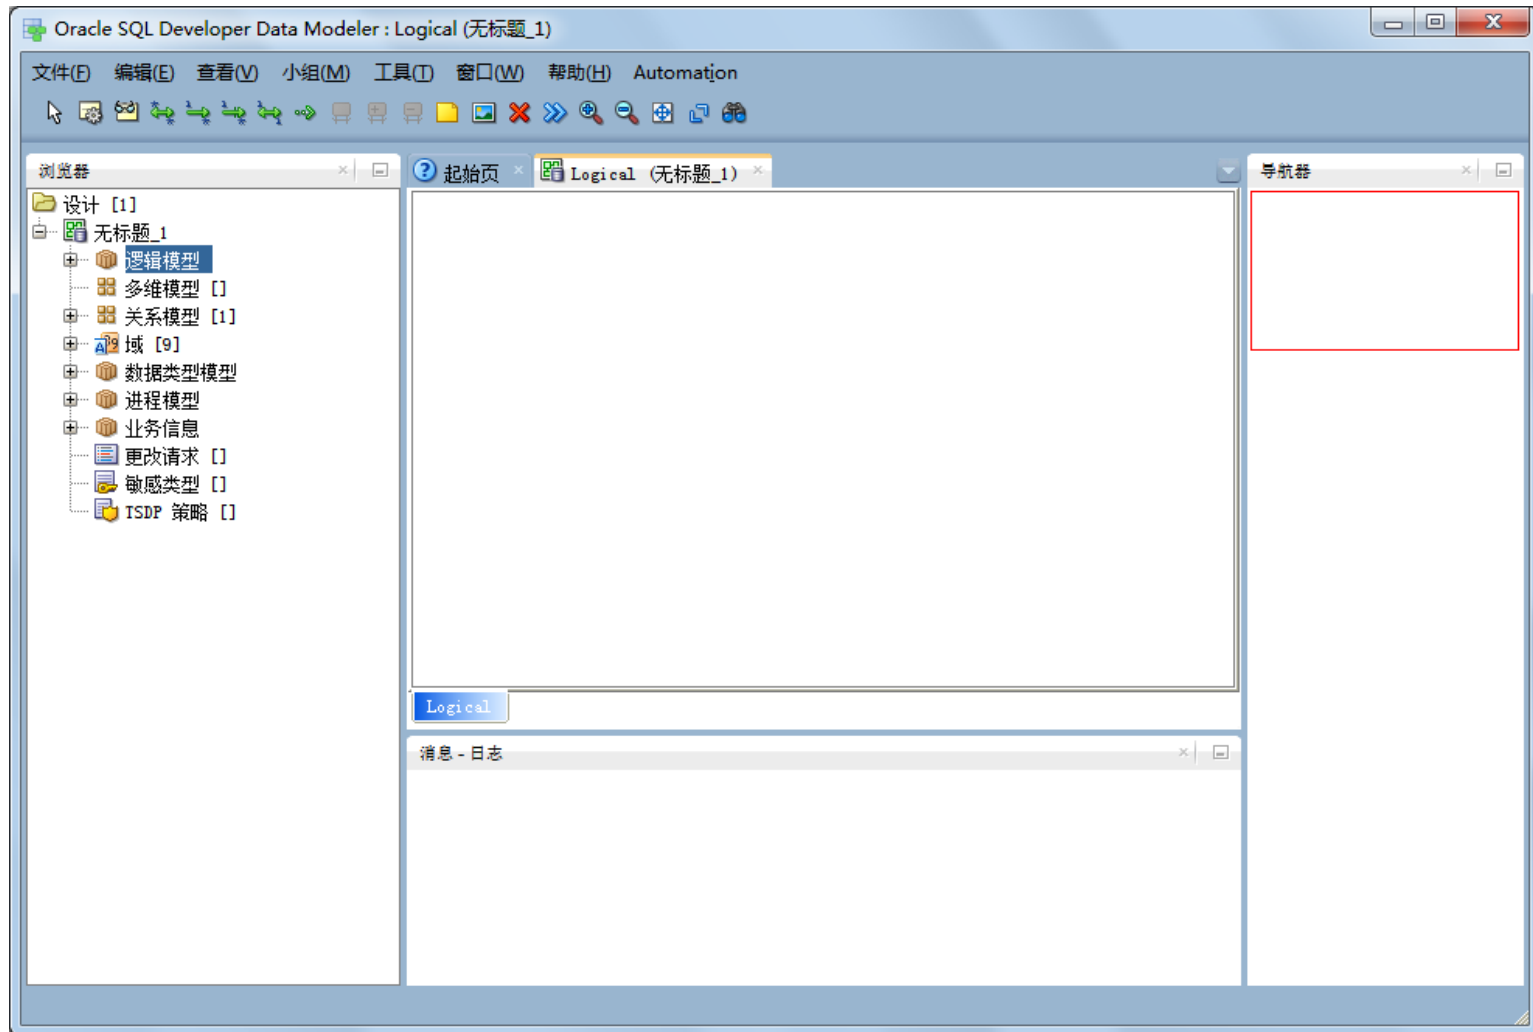 Oracle SQL Developer Data Modeler : Logical (无标题_1)
文件(F) 编辑(E) 查看(V) 小组(M) 工具(T) 窗口(W) 帮助(H) Automation
浏览器
设计 [1]
无标题_1
逻辑模型
多维模型 []
关系模型 [1]
域 [9]
数据类型模型
进程模型
业务信息
更改请求 []
敏感类型 []
TSDP 策略 []
起始页 Logical (无标题_1)
Logical
消息 - 日志
导航器